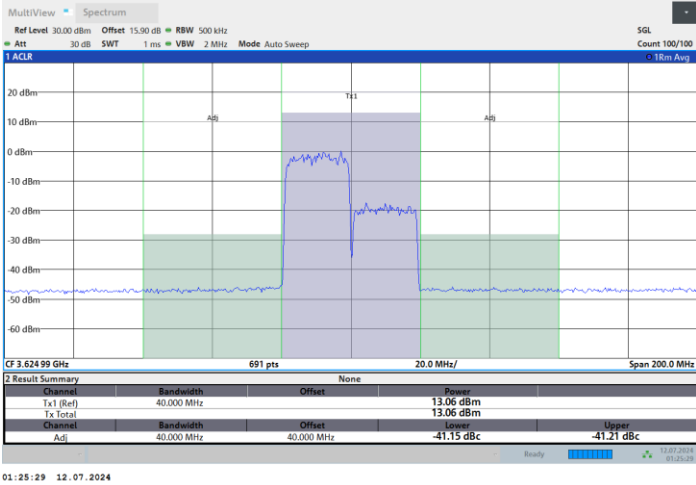 MultiView Spectrum
Ref Level 30.00 dBm Offset 15.90 dB RBW 500 kHz SGL
Att 30 dB SWT 1 ms VBW 2 MHz Mode Auto Sweep Count 100/100
1 ACLR 1Rm Avg
20 dBm
Tx1
10 dBm
Adj Adj
0 dBm
-10 dBm
-20 dBm
-30 dBm
-40 dBm
-50 dBm
-60 dBm
CF 3.624 99 GHz 691 pts 20.0 MHz/ Span 200.0 MHz
2 Result Summary None
Channel Bandwidth Offset Power
Tx1 (Ref) 40.000 MHz 13.06 dBm
Tx Total 13.06 dBm
Channel Bandwidth Offset Lower Upper
Adj 40.000 MHz 40.000 MHz -41.15 dBc -41.21 dBc
Ready 12.07.2024
01:25:29
01:25:29 12.07.2024